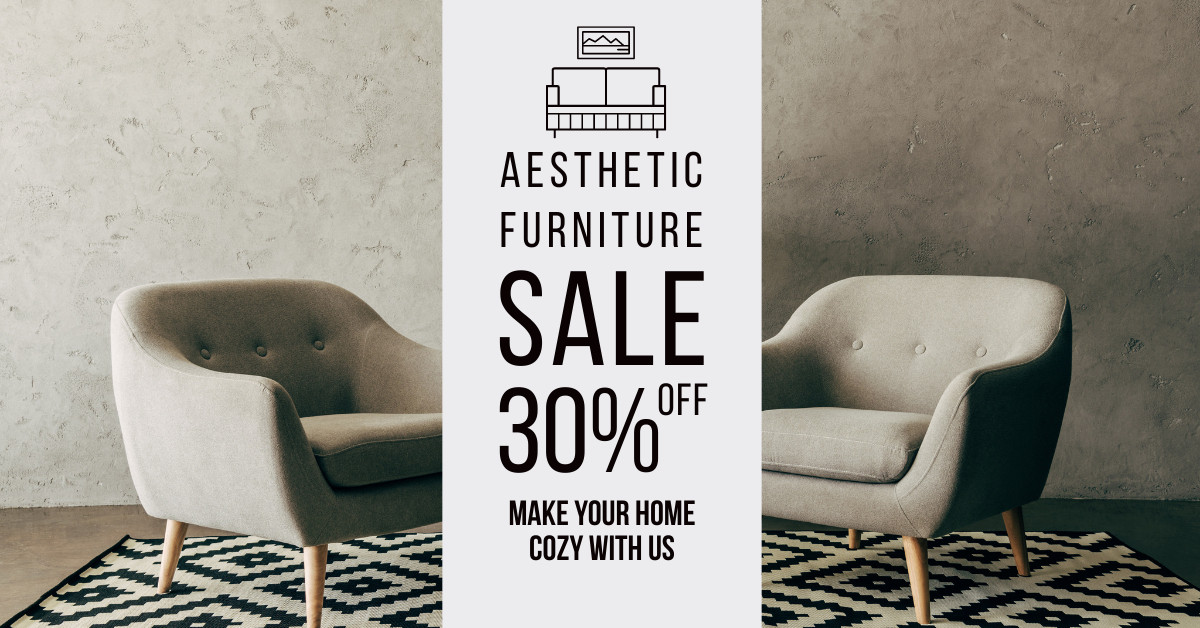 AESTHETIC
FURNITURE
SALE
30% OFF
MAKE YOUR HOME
COZY WITH US